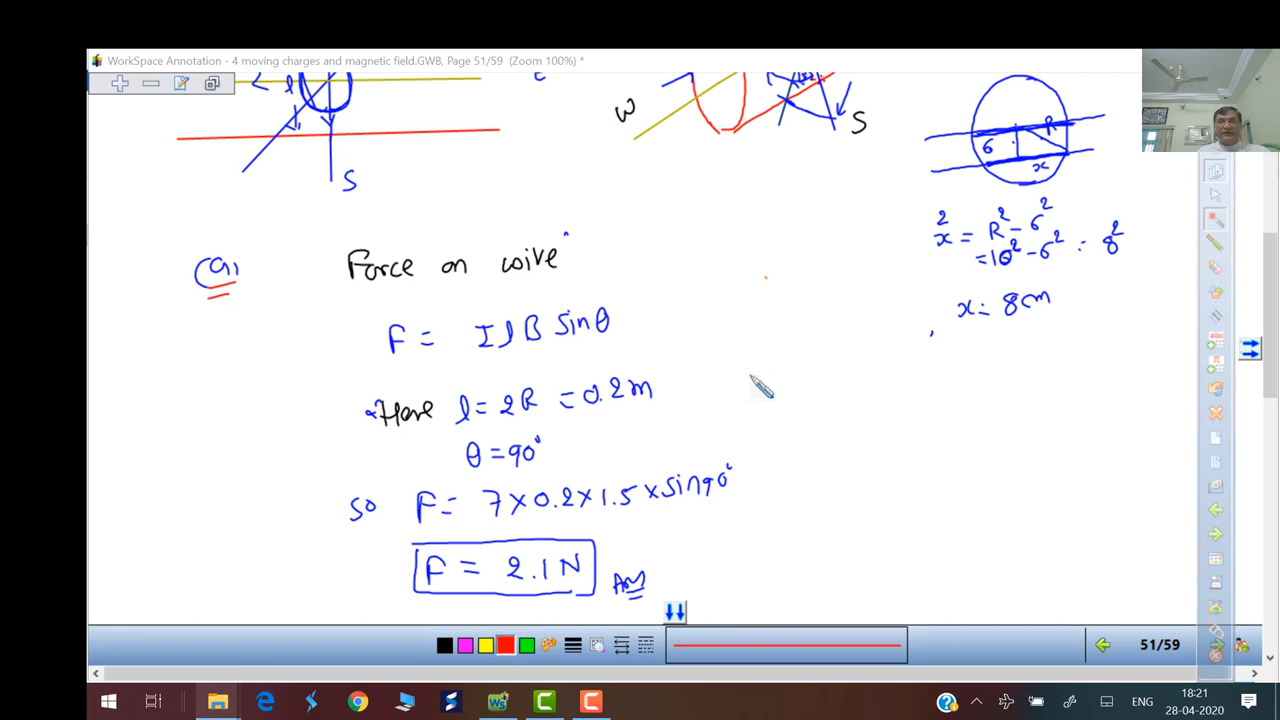 WorkSpace Annotation - 4 moving charges and magnetic field.GWB, Page 51/59 (Zoom 100%) *
W
S
S
R
6
x
x² = R² - 6²
= 10² - 6² = 8²
x = 8cm
(a)
Force on wire
F = I l B Sinθ
Here l = 2R = 0.2m
θ = 90°
so F = 7 × 0.2 × 1.5 × Sin90°
F = 2.1 N Ans
51/59
ENG
18:21
28-04-2020